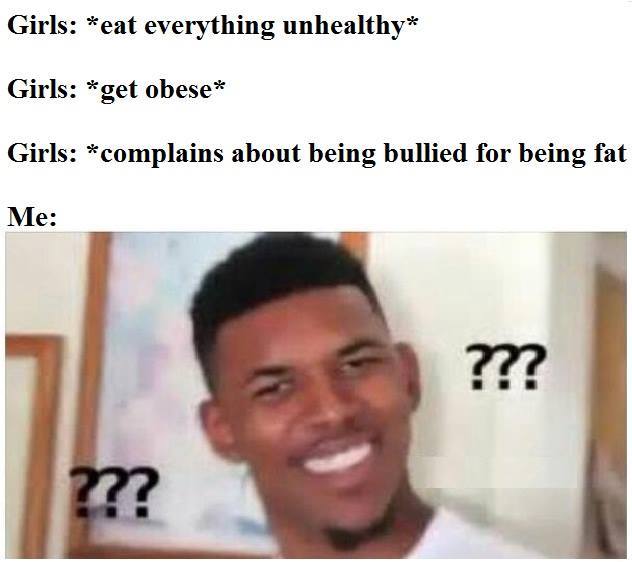 Girls: *eat everything unhealthy*
Girls: *get obese*
Girls: *complains about being bullied for being fat
Me:
???
???